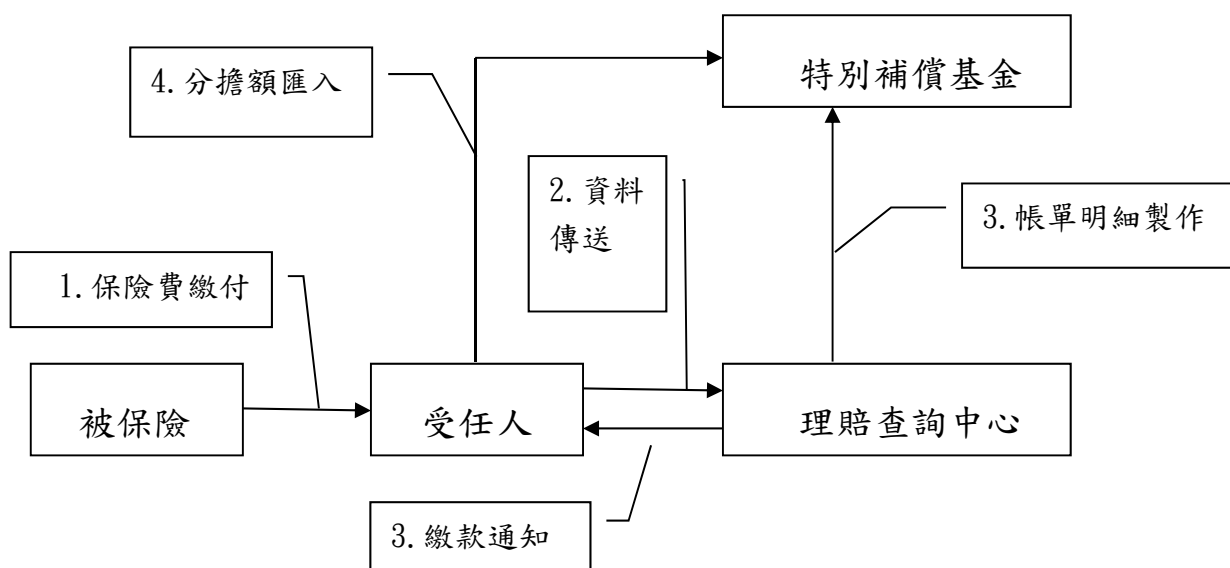 4.分擔額匯入
特別補償基金
2.資料
傳送
3.帳單明細製作
1.保險費繳付
被保險
受任人
理賠查詢中心
3.繳款通知